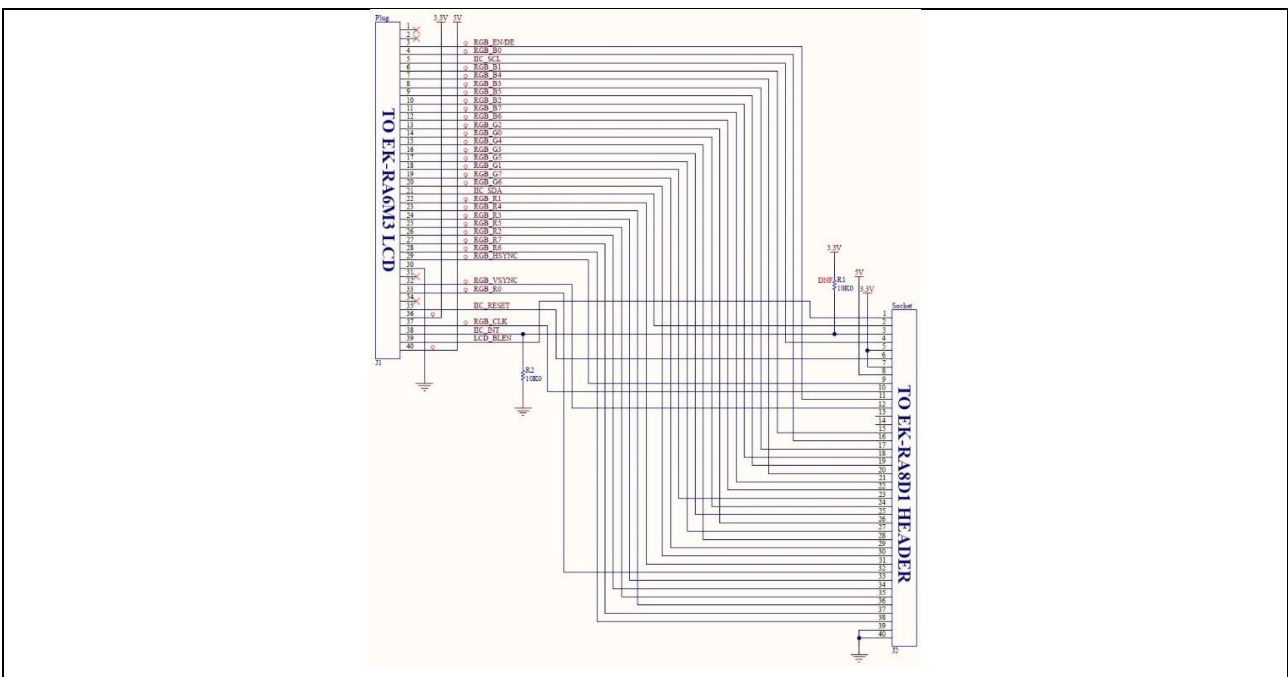 Plug
3.3V 5V
1
2
3 RGB_EN/DE
4 RGB_B0
5 IIC_SCL
6 RGB_B1
7 RGB_B4
8 RGB_B3
9 RGB_B5
10 RGB_B2
11 RGB_B7
12 RGB_B6
13 RGB_G2
14 RGB_G0
15 RGB_G4
16 RGB_G3
17 RGB_G5
18 RGB_G1
19 RGB_G7
20 RGB_G6
21 IIC_SDA
22 RGB_R1
23 RGB_R4
24 RGB_R3
25 RGB_R5
26 RGB_R2
27 RGB_R7
28 RGB_R6
29 RGB_HSYNC
30
31
32 RGB_VSYNC
33 RGB_R0
34
35 IIC_RESET
36
37 RGB_CLK
38 IIC_INT
39 LCD_BLEN
40
J1
TO EK-RA6M3 LCD
R2
10K0
3.3V
DNF R1
10K0
5V
3.3V
Socket
1
2
3
4
5
6
7
8
9
10
11
12
13
14
15
16
17
18
19
20
21
22
23
24
25
26
27
28
29
30
31
32
33
34
35
36
37
38
39
40
J2
TO EK-RA8D1 HEADER